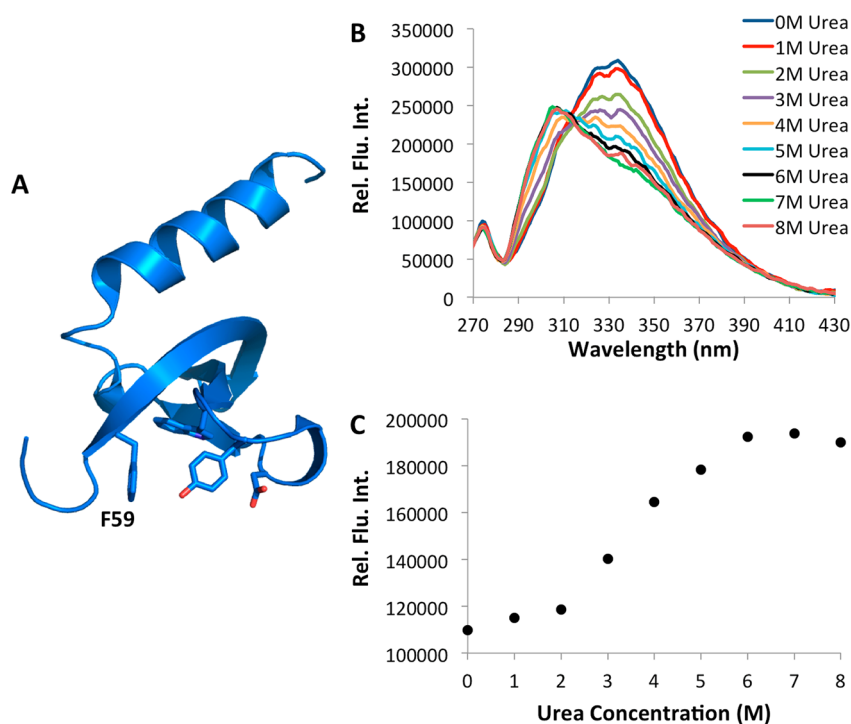 A
F59
B
0M Urea
1M Urea
2M Urea
3M Urea
4M Urea
5M Urea
6M Urea
7M Urea
8M Urea
Rel. Flu. Int.
350000
300000
250000
200000
150000
100000
50000
0
270 290 310 330 350 370 390 410 430
Wavelength (nm)
C
Rel. Flu. Int.
200000
180000
160000
140000
120000
100000
0 1 2 3 4 5 6 7 8
Urea Concentration (M)